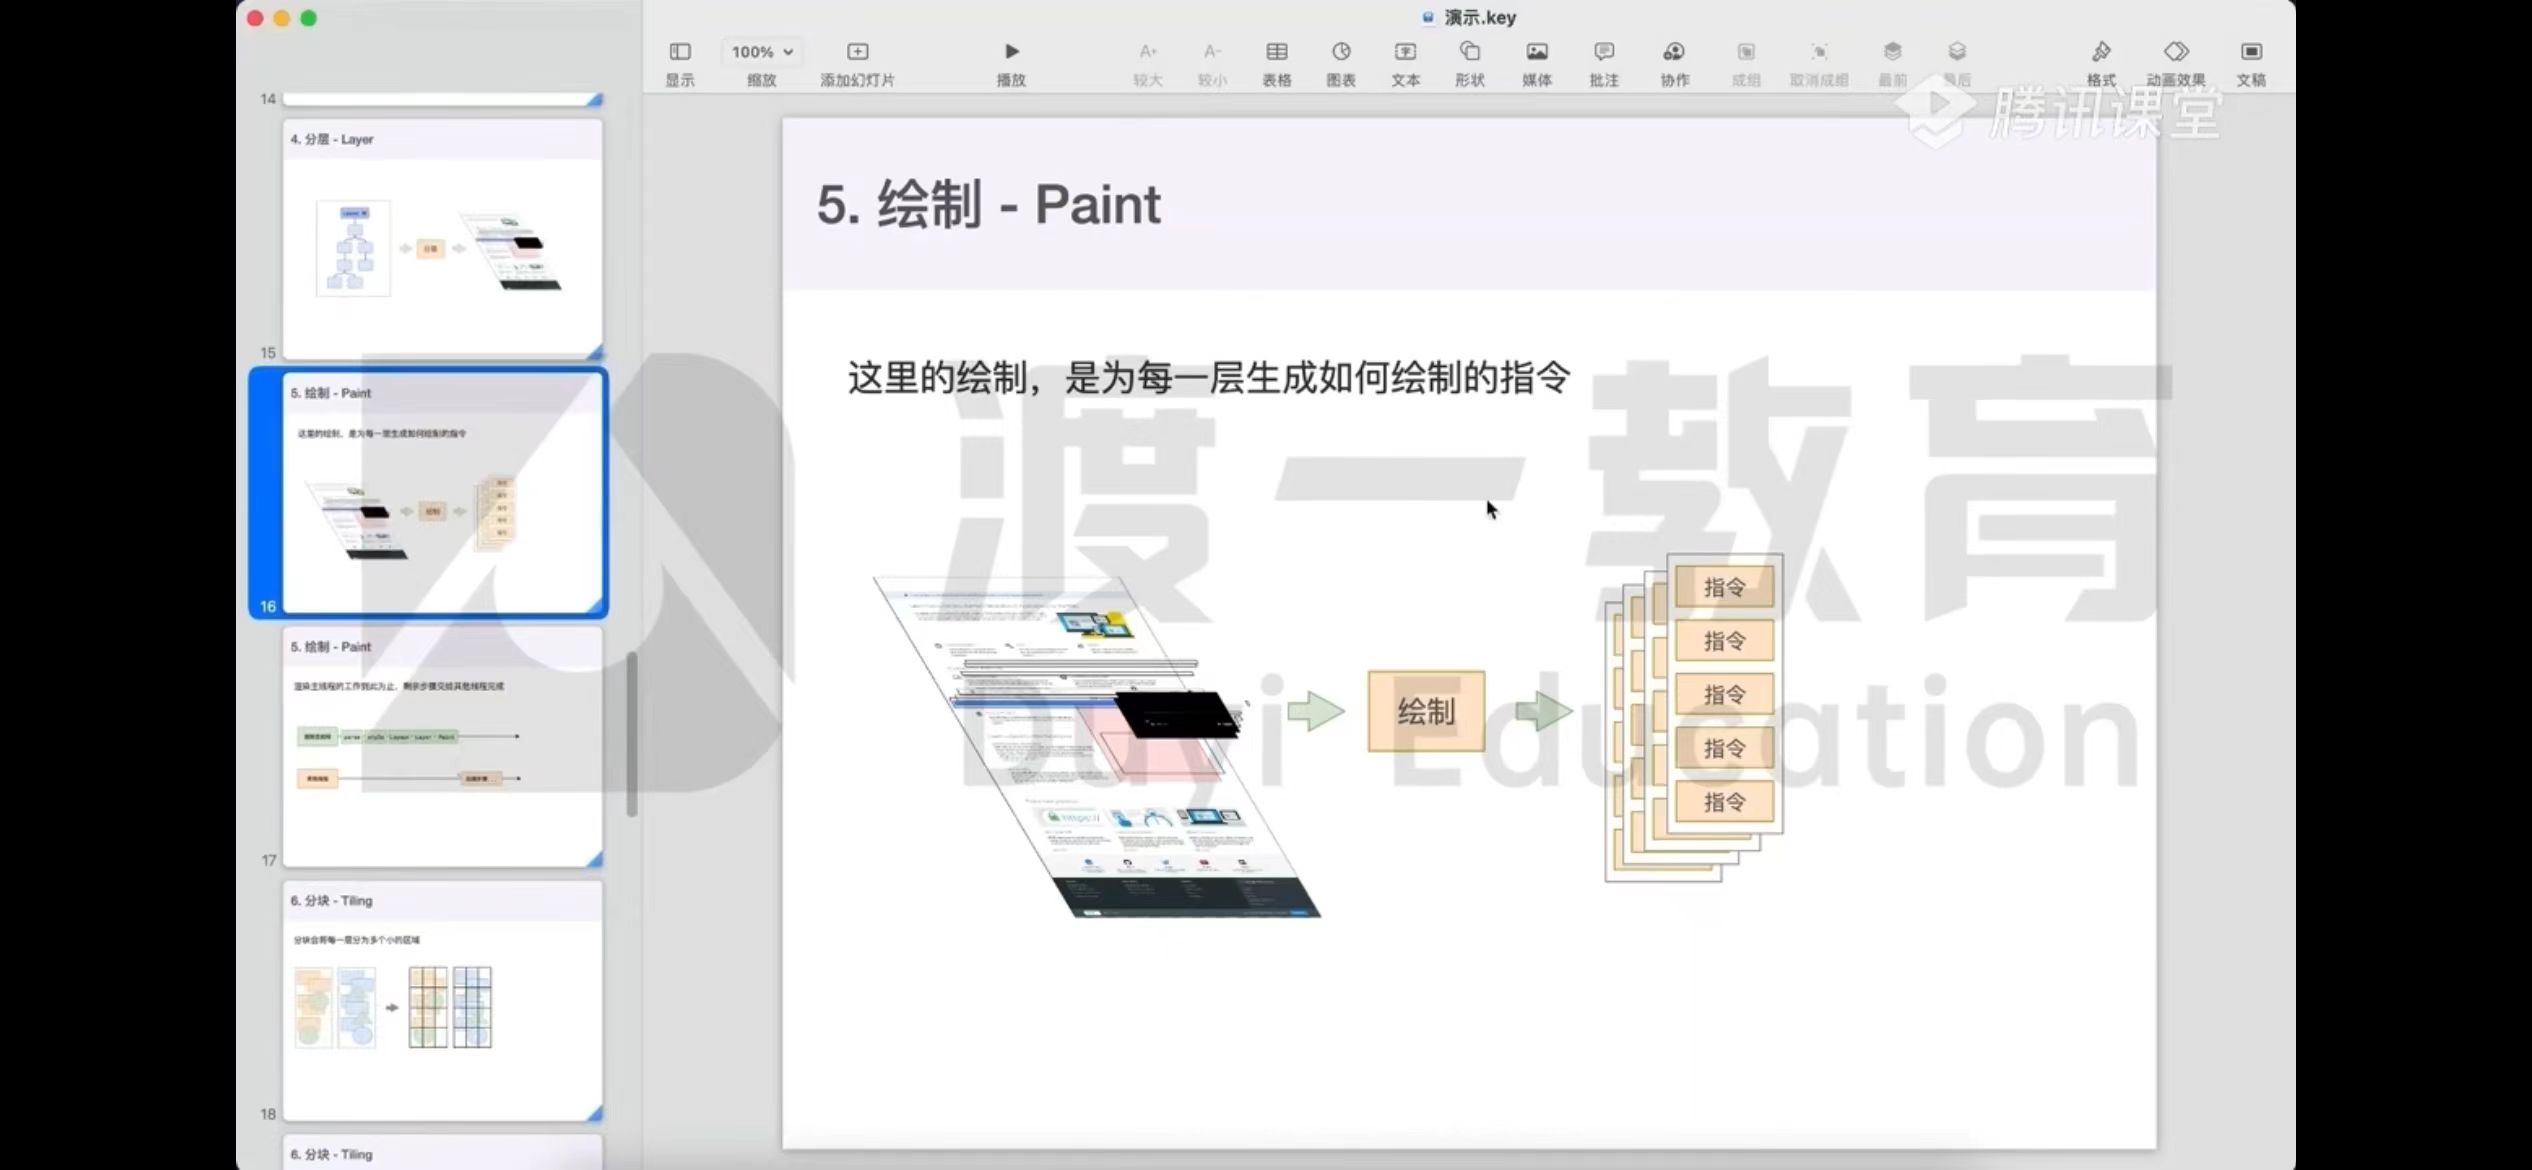 演示.key
显示
100%
缩放
添加幻灯片
播放
A+
较大
A-
较小
表格
图表
文本
形状
媒体
批注
协作
成组
取消成组
最前
最后
格式
动画效果
文稿
腾讯课堂
14
4. 分层 - Layer
分层
15
5. 绘制 - Paint
这里的绘制，是为每一层生成如何绘制的指令
绘制
16
5. 绘制 - Paint
渲染主线程的工作到此为止，剩余步骤交给其他线程完成
17
6. 分块 - Tiling
分块会将每一层分为多个小的区域
18
6. 分块 - Tiling
5. 绘制 - Paint
这里的绘制，是为每一层生成如何绘制的指令
渡一教育
Duyi Education
https://
绘制
指令
指令
指令
指令
指令